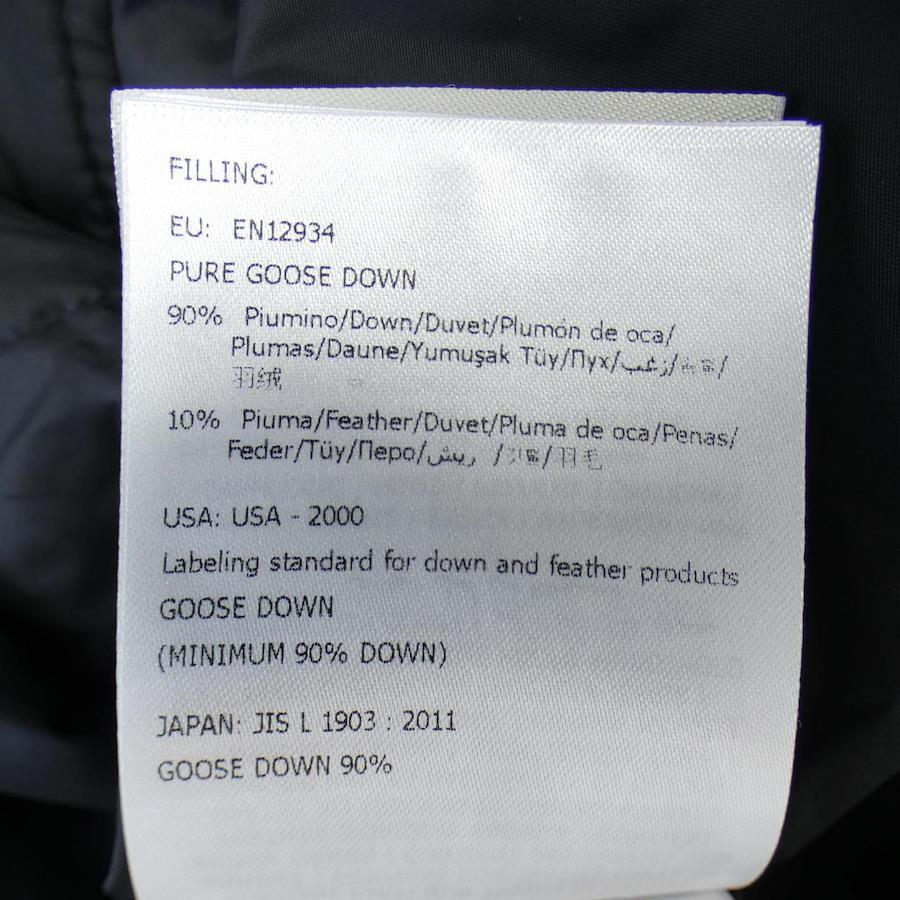 FILLING:
EU: EN12934
PURE GOOSE DOWN
90% Piumino/Down/Duvet/Plumón de oca/
Plumas/Daune/Yumuşak Tüy/Пух/زغب/
羽绒
10% Piuma/Feather/Duvet/Pluma de oca/Penas/
Feder/Tüy/Перо/ريش /羽毛
USA: USA - 2000
Labeling standard for down and feather products
GOOSE DOWN
(MINIMUM 90% DOWN)
JAPAN: JIS L 1903 : 2011
GOOSE DOWN 90%